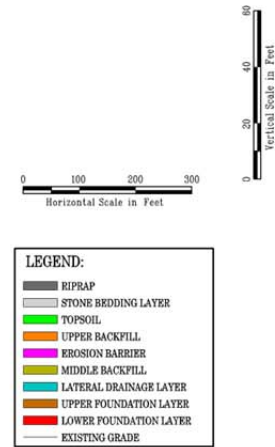 60
40
20
0
Vertical Scale in Feet
0 100 200 300
Horizontal Scale in Feet
LEGEND:
RIPRAP
STONE BEDDING LAYER
TOPSOIL
UPPER BACKFILL
EROSION BARRIER
MIDDLE BACKFILL
LATERAL DRAINAGE LAYER
UPPER FOUNDATION LAYER
LOWER FOUNDATION LAYER
EXISTING GRADE